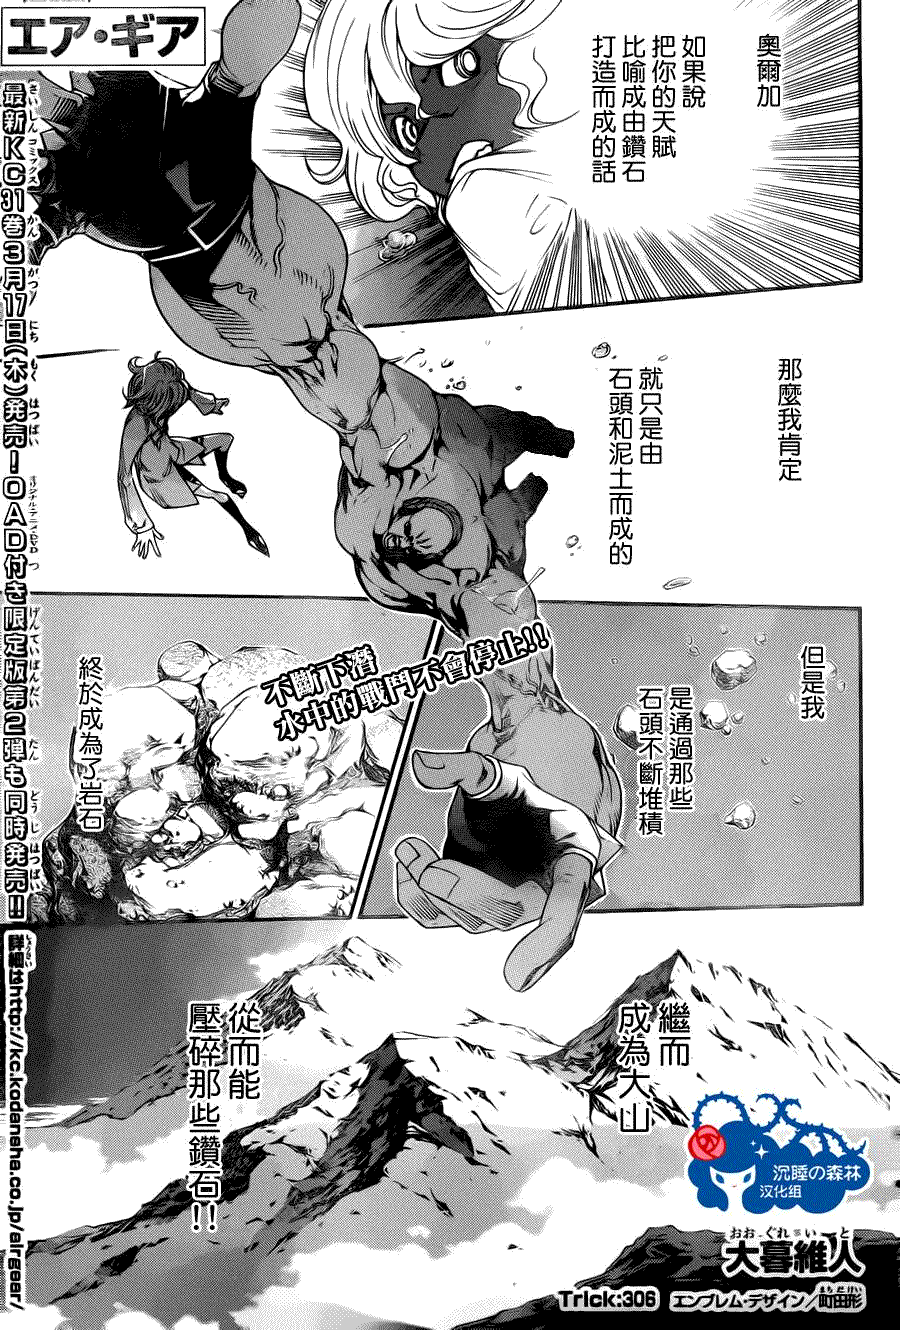 エア・ギア
最新KC31巻3月17日(木)発売!OAD付き限定版第2弾も同時発売!!
詳細はhttp://kc.kodansha.co.jp/airgear/
奧爾加
如果說
把你的天賦
比喻成由鑽石
打造而成的話
那麼我肯定
就只是由
石頭和泥土而成的
不斷下潛
水中的戰鬥不會停止!!
但是我
是通過那些
石頭不斷堆積
終於成為了岩石
繼而
成為大山
從而能
壓碎那些鑽石!!
沉睡の森林
汉化组
おおぐれいと
大暮維人
Trick:306
エンブレム・デザイン/町田形